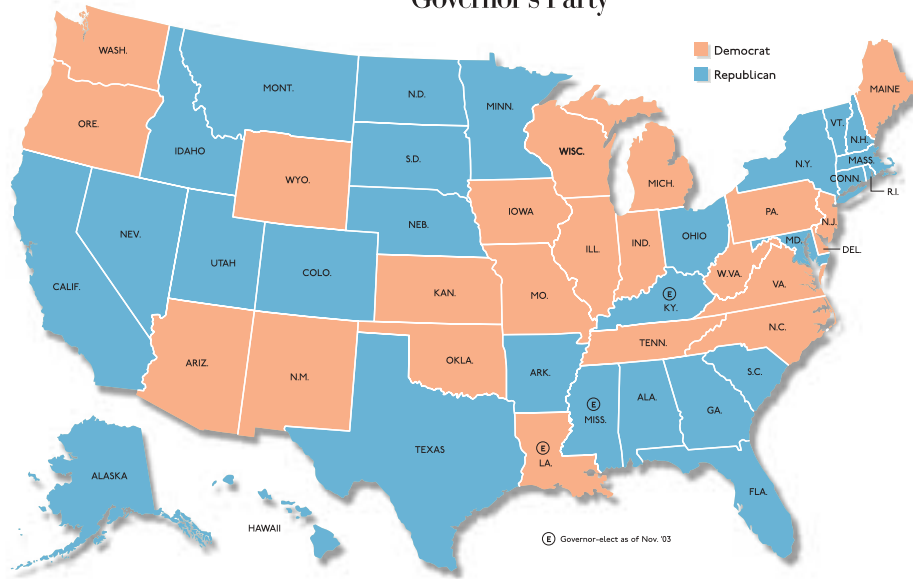 Governor's Party
Democrat
Republican
WASH.
ORE.
IDAHO
MONT.
N.D.
MINN.
S.D.
WYO.
NEB.
WISC.
MICH.
IOWA
ILL.
IND.
OHIO
PA.
N.Y.
VT.
N.H.
MAINE
MASS.
CONN.
R.I.
N.J.
DEL.
MD.
W.VA.
VA.
N.C.
S.C.
CALIF.
NEV.
UTAH
COLO.
KAN.
MO.
E
KY.
TENN.
ARIZ.
N.M.
OKLA.
ARK.
E
MISS.
ALA.
GA.
TEXAS
E
LA.
FLA.
ALASKA
HAWAII
E Governor-elect as of Nov. '03